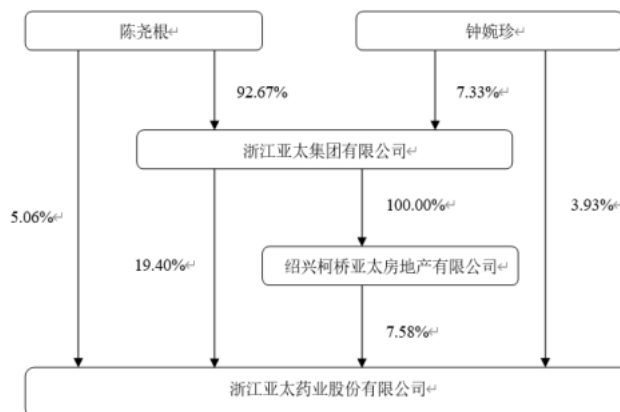 陈尧根
钟婉珍
92.67%
7.33%
浙江亚太集团有限公司
5.06%
19.40%
100.00%
3.93%
绍兴柯桥亚太房地产有限公司
7.58%
浙江亚太药业股份有限公司